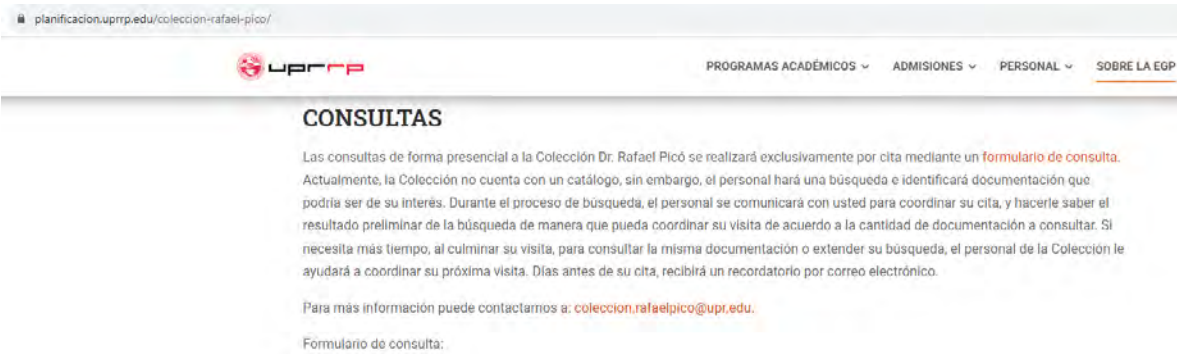 planificacion.uprrp.edu/coleccion-rafael-pico/
uprrp
PROGRAMAS ACADÉMICOS
ADMISIONES
PERSONAL
SOBRE LA EGP
CONSULTAS
Las consultas de forma presencial a la Colección Dr. Rafael Picó se realizará exclusivamente por cita mediante un formulario de consulta.
Actualmente, la Colección no cuenta con un catálogo, sin embargo, el personal hará una búsqueda e identificará documentación que
podría ser de su interés. Durante el proceso de búsqueda, el personal se comunicará con usted para coordinar su cita, y hacerle saber el
resultado preliminar de la búsqueda de manera que pueda coordinar su visita de acuerdo a la cantidad de documentación a consultar. Si
necesita más tiempo, al culminar su visita, para consultar la misma documentación o extender su búsqueda, el personal de la Colección le
ayudará a coordinar su próxima visita. Días antes de su cita, recibirá un recordatorio por correo electrónico.
Para más información puede contactarnos a: coleccion.rafaelpico@upr.edu.
Formulario de consulta: